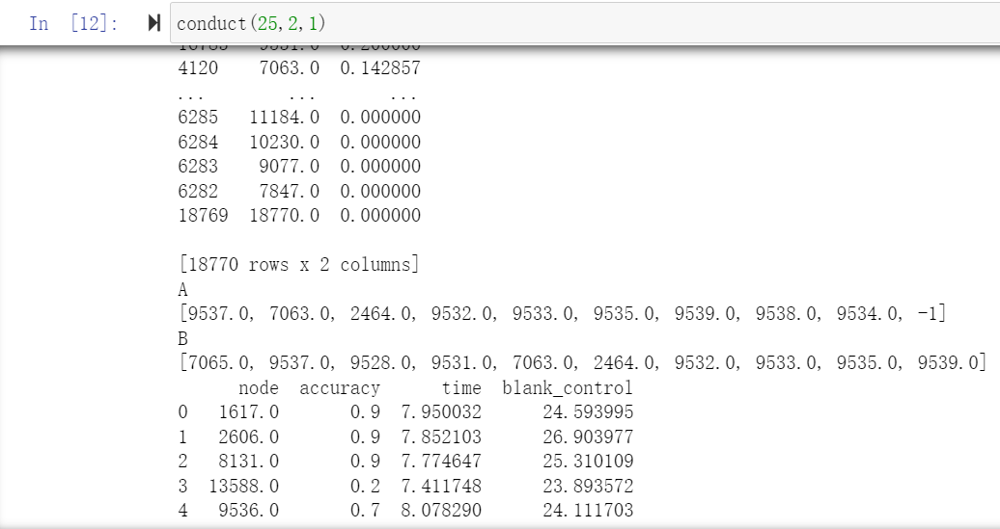 In [12]: conduct(25,2,1)
4120 7063.0 0.142857
... ... ...
6285 11184.0 0.000000
6284 10230.0 0.000000
6283 9077.0 0.000000
6282 7847.0 0.000000
18769 18770.0 0.000000
[18770 rows x 2 columns]
A
[9537.0, 7063.0, 2464.0, 9532.0, 9533.0, 9535.0, 9539.0, 9538.0, 9534.0, -1]
B
[7065.0, 9537.0, 9528.0, 9531.0, 7063.0, 2464.0, 9532.0, 9533.0, 9535.0, 9539.0]
node accuracy time blank_control
0 1617.0 0.9 7.950032 24.593995
1 2606.0 0.9 7.852103 26.903977
2 8131.0 0.9 7.774647 25.310109
3 13588.0 0.2 7.411748 23.893572
4 9536.0 0.7 8.078290 24.111703